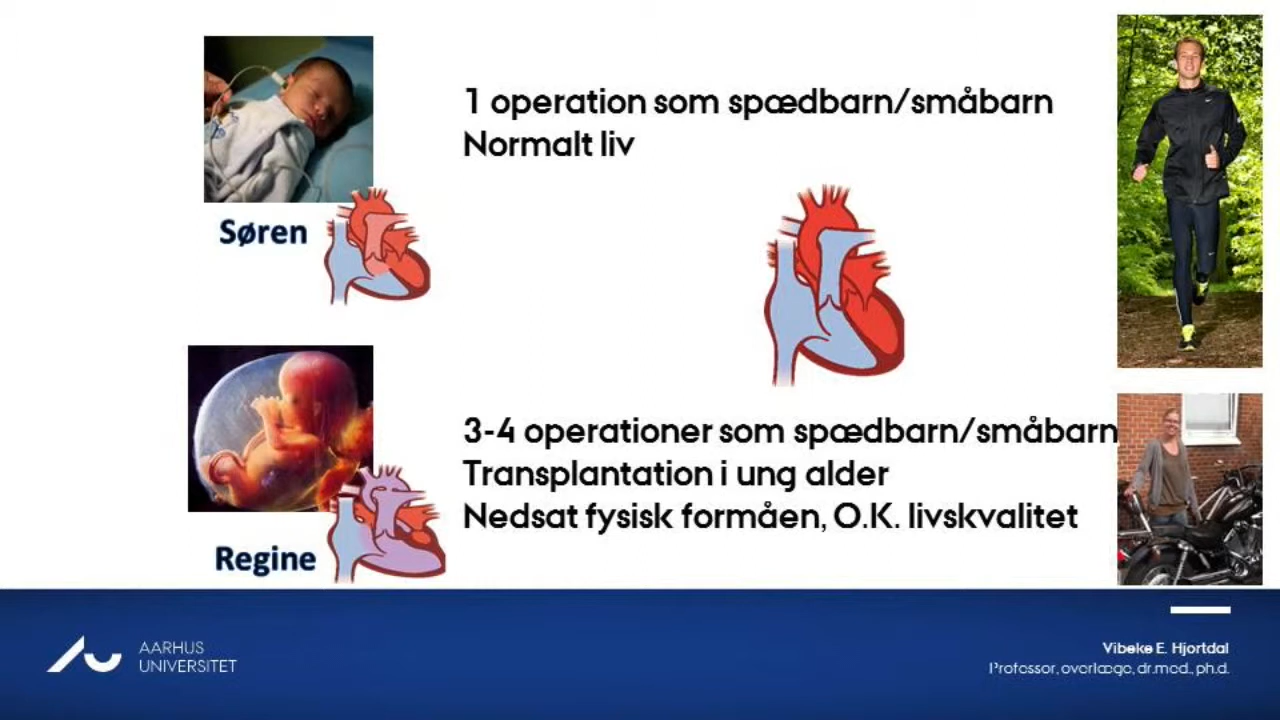 1 operation som spædbarn/småbarn
Normalt liv
Søren
3-4 operationer som spædbarn/småbarn
Transplantation i ung alder
Nedsat fysisk formåen, O.K. livskvalitet
Regine
AARHUS
UNIVERSITET
Vibeke E. Hjortdal
Professor, overlæge, dr.med., ph.d.